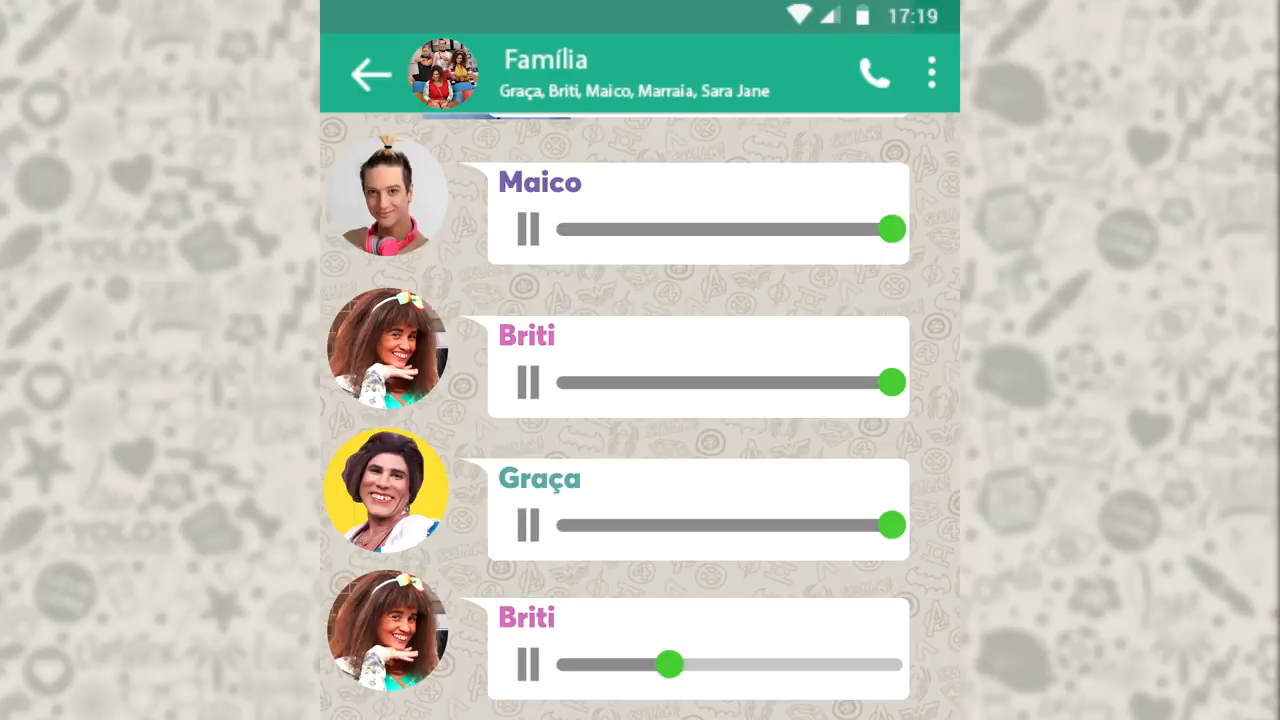 17:19
Família
Graça, Briti, Maico, Marraia, Sara Jane
Maico
Briti
Graça
Briti